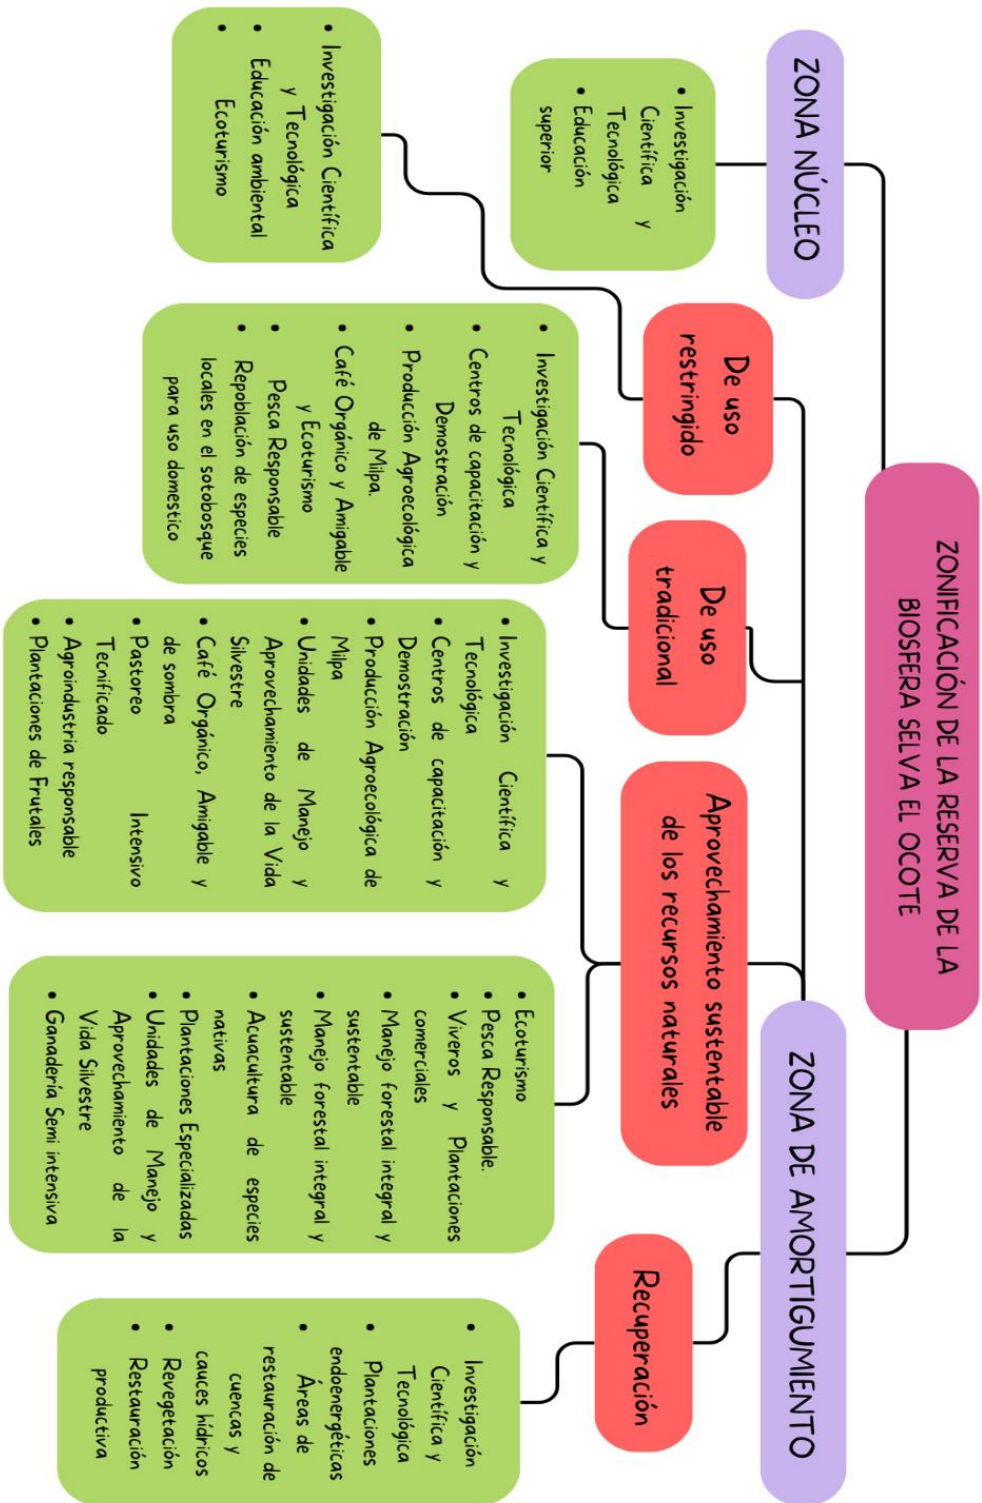 ZONIFICACIÓN DE LA RESERVA DE LA
BIOSFERA SELVA EL OCOTE
ZONA NÚCLEO
• Investigación
Científica y
Tecnológica
• Educación
superior
ZONA DE AMORTIGUMIENTO
De uso
restringido
• Investigación Científica
y Tecnológica
• Educación ambiental
• Ecoturismo
De uso
tradicional
• Investigación Científica y
Tecnológica
• Centros de capacitación y
Demostración
• Producción Agroecológica
de Milpa.
• Café Orgánico y Amigable
y Ecoturismo
• Pesca Responsable
• Repoblación de especies
locales en el sotobosque
para uso domestico
Aprovechamiento sustentable
de los recursos naturales
• Investigación Científica y
Tecnológica
• Centros de capacitación y
Demostración
• Producción Agroecológica de
Milpa
• Unidades de Manejo y
Aprovechamiento de la Vida
Silvestre
• Café Orgánico, Amigable y
de sombra
• Pastoreo Intensivo
Tecnificado
• Agroindustria responsable
• Plantaciones de Frutales
• Ecoturismo
• Pesca Responsable.
• Viveros y Plantaciones
comerciales
• Manejo forestal integral y
sustentable
• Manejo forestal integral y
sustentable
• Acuacultura de especies
nativas
• Plantaciones Especializadas
• Unidades de Manejo y
Aprovechamiento de la
Vida Silvestre
• Ganadería Semi intensiva
Recuperación
• Investigación
Científica y
Tecnológica
• Plantaciones
endoenergéticas
• Áreas de
restauración de
cuencas y
cauces hídricos
• Revegetación
• Restauración
productiva